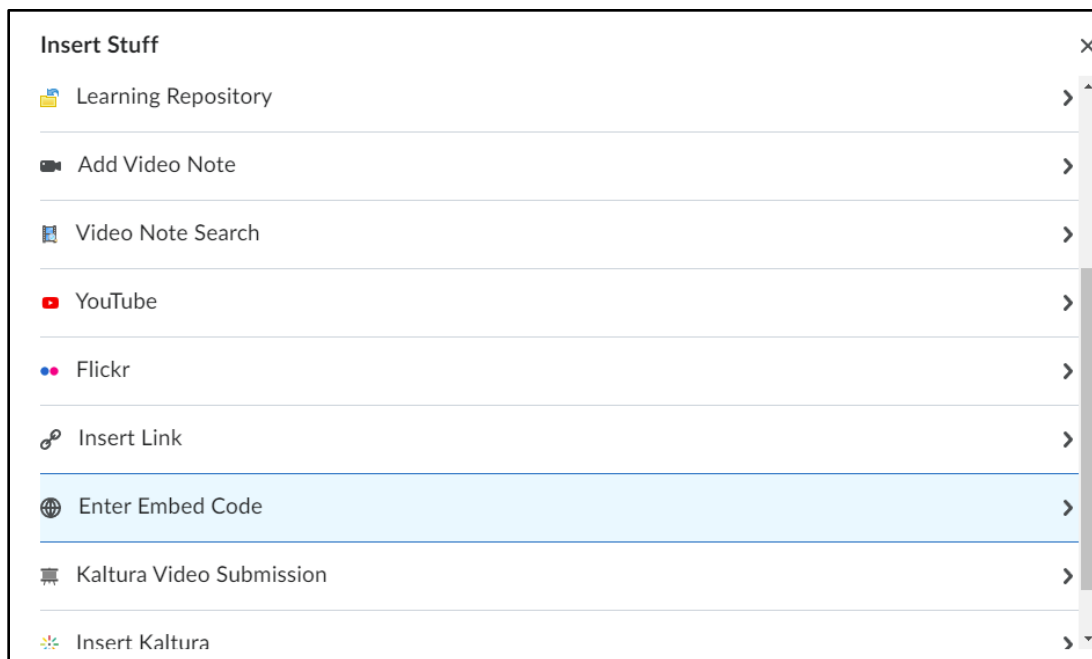 Insert Stuff
Learning Repository
Add Video Note
Video Note Search
YouTube
Flickr
Insert Link
Enter Embed Code
Kaltura Video Submission
Insert Kaltura